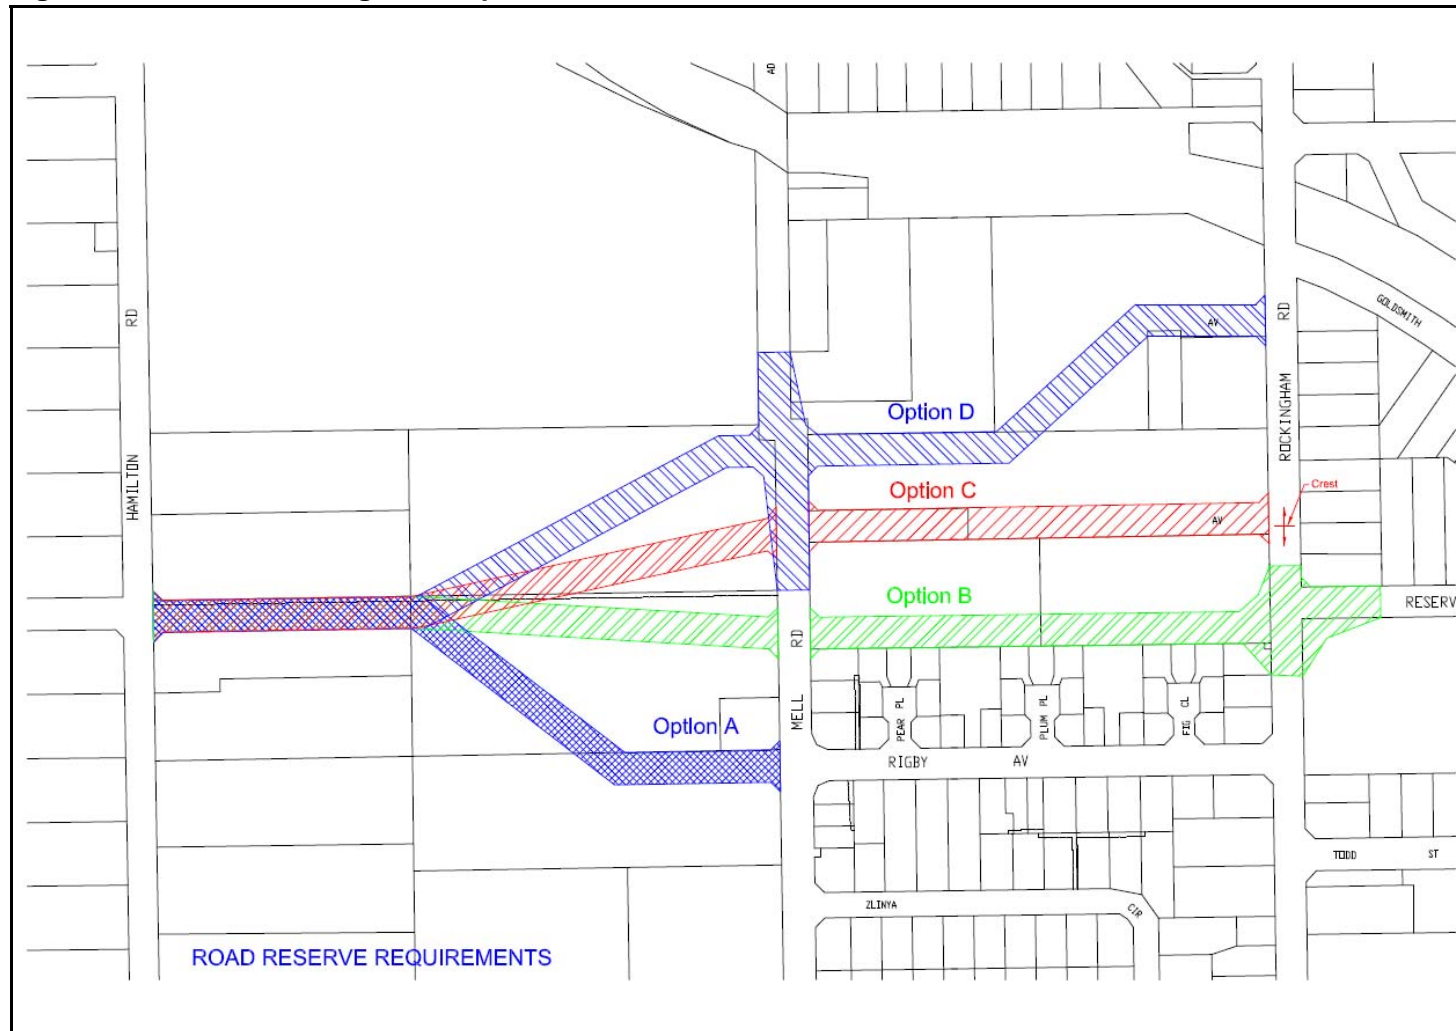 AD
RD
GOLDSMITH
RD
AV
ROCKINGHAM
Option D
HAMILTON
Option C
Crest
AV
Option B
RESERV
RD
MELL
PEAR PL
PLUM PL
FIG CL
Option A
RIGBY AV
TODD ST
ZLINYA
CIR
ROAD RESERVE REQUIREMENTS